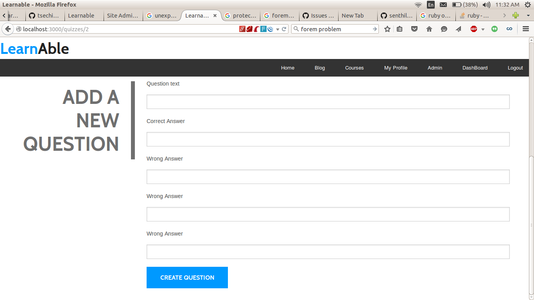 Learnable - Mozilla Firefox
En
(38%)
11:32 AM
tsechi...
Learnable
Site Admi...
unexp...
Learna...
protec...
forem...
Issues
New Tab
senthil...
ruby o...
ruby - ...
localhost:3000/quizzes/2
forem problem
LearnAble
Home
Blog
Courses
My Profile
Admin
DashBoard
Logout
ADD A
NEW
QUESTION
Question text
Correct Answer
Wrong Answer
Wrong Answer
Wrong Answer
CREATE QUESTION